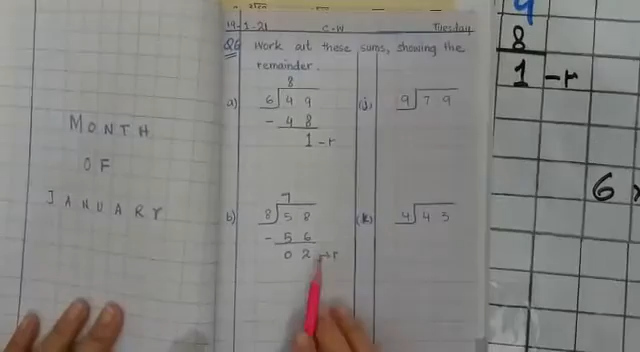 MONTH
OF
JANUARY
19-1-21 C-W Tuesday
Q6 Work out these sums, showing the
remainder.
a) 8
6 4 9
- 4 8
1 - r
b) 7
8 5 8
- 5 6
0 2 → r
(j) 9 7 9
(k) 4 4 3
9
8
1 - r
6